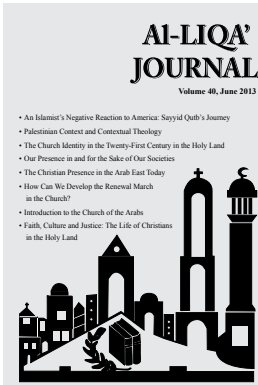 Al-LIQA'
JOURNAL
Volume 40, June 2013
• An Islamist's Negative Reaction to America: Sayyid Qutb's Journey
• Palestinian Context and Contextual Theology
• The Church Identity in the Twenty-First Century in the Holy Land
• Our Presence in and for the Sake of Our Societies
• The Christian Presence in the Arab East Today
• How Can We Develop the Renewal March
in the Church?
• Introduction to the Church of the Arabs
• Faith, Culture and Justice: The Life of Christians
in the Holy Land